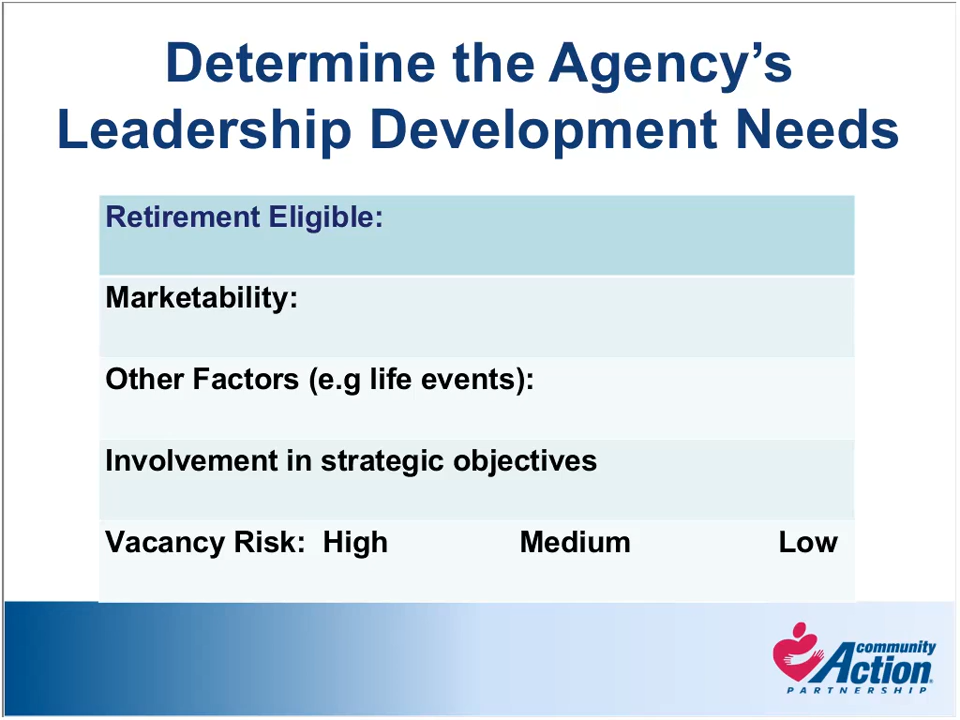 Determine the Agency’s
Leadership Development Needs
Retirement Eligible:
Marketability:
Other Factors (e.g life events):
Involvement in strategic objectives
Vacancy Risk: High Medium Low
community
Action
PARTNERSHIP